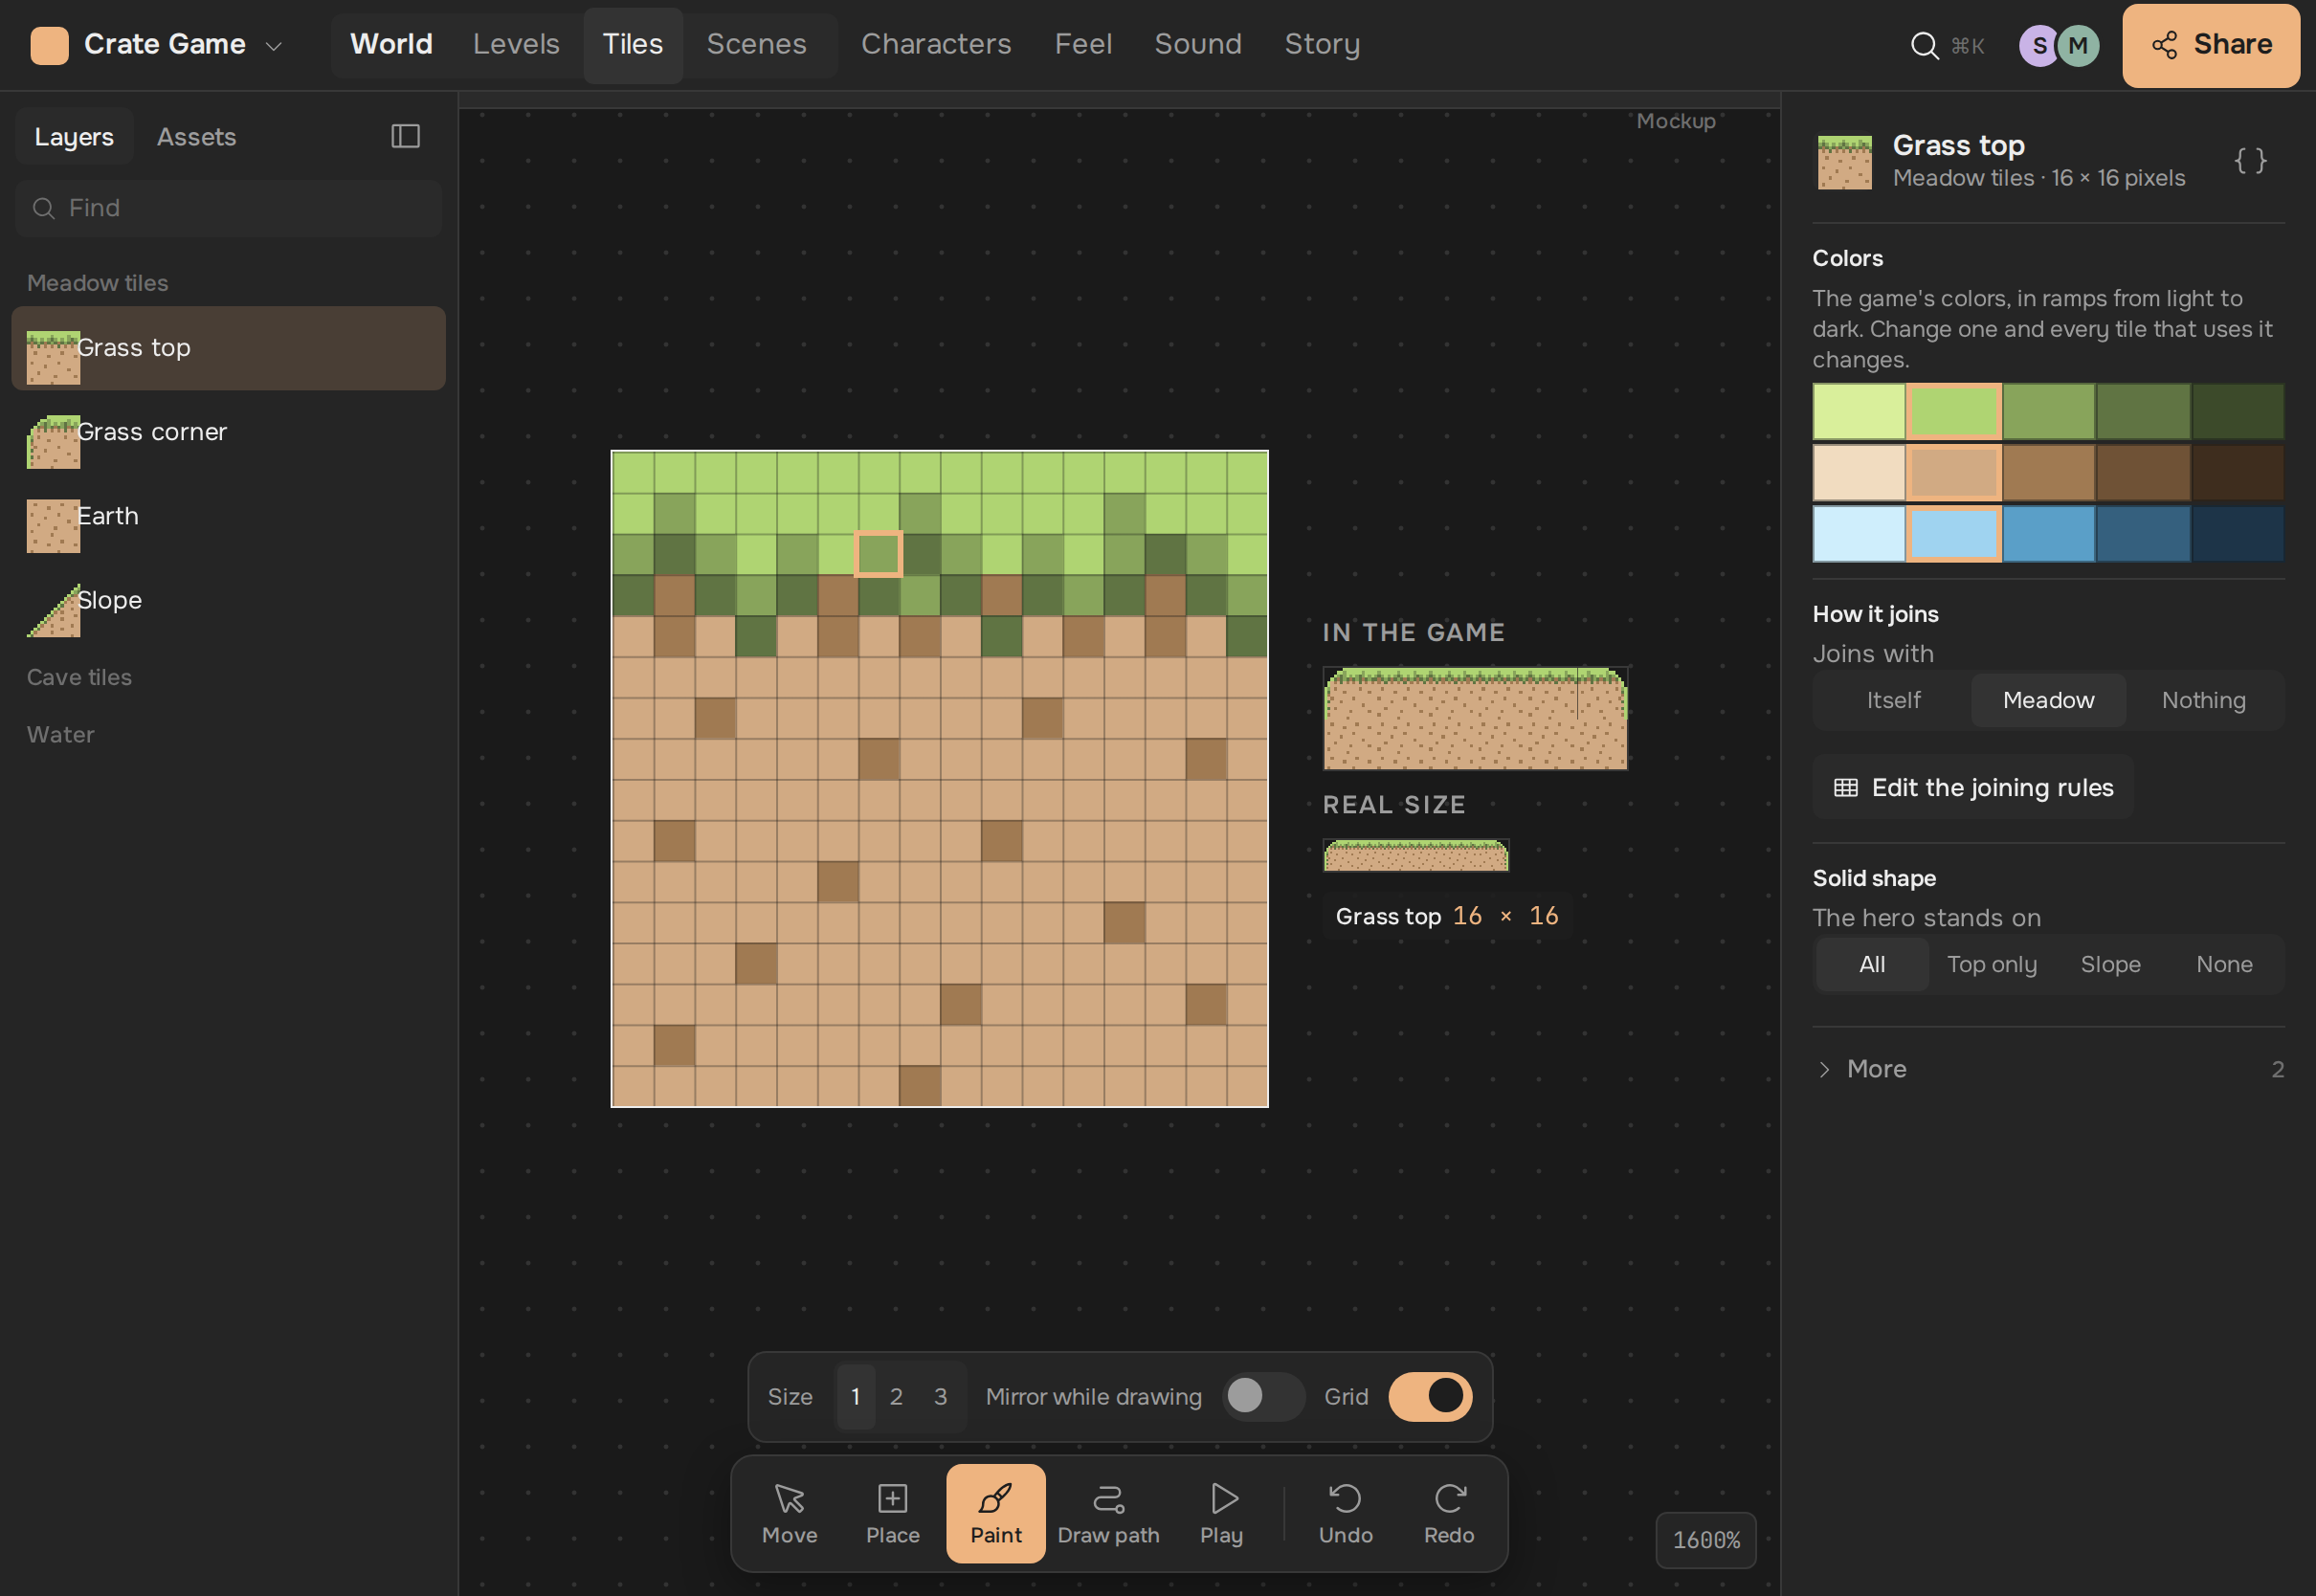 Crate Game
World Levels Tiles Scenes Characters Feel Sound Story
⌘K
S M
Share
Layers Assets
Find
Meadow tiles
Grass top
Grass corner
Earth
Slope
Cave tiles
Water
Mockup
IN THE GAME
REAL SIZE
Grass top 16 × 16
Size 1 2 3 Mirror while drawing Grid
Move Place Paint Draw path Play Undo Redo
1600%
Grass top
Meadow tiles · 16 × 16 pixels
{ }
Colors
The game's colors, in ramps from light to
dark. Change one and every tile that uses it
changes.
How it joins
Joins with
Itself Meadow Nothing
Edit the joining rules
Solid shape
The hero stands on
All Top only Slope None
More 2